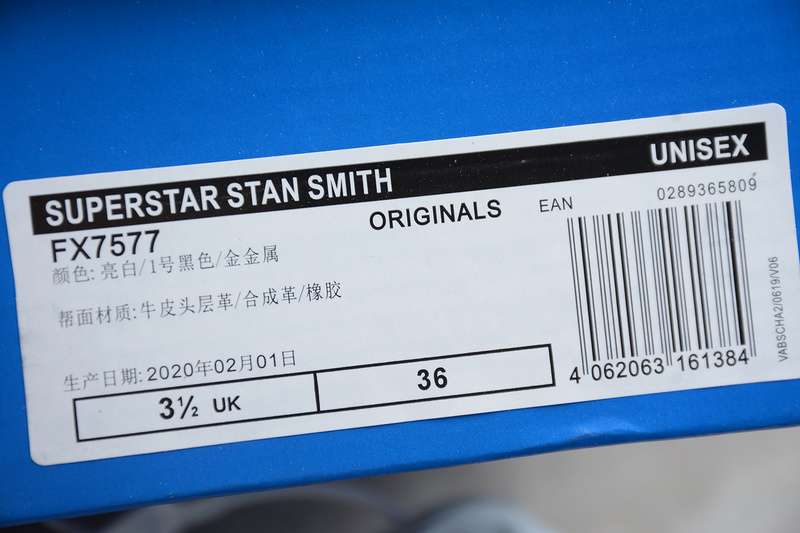 SUPERSTAR STAN SMITH UNISEX
FX7577 ORIGINALS EAN 0289365809
颜色: 亮白/1号黑色/金金属
帮面材质: 牛皮头层革/合成革/橡胶
生产日期: 2020年02月01日
3½ UK 36
4 062063 161384
VABSCHA2/0619/V06